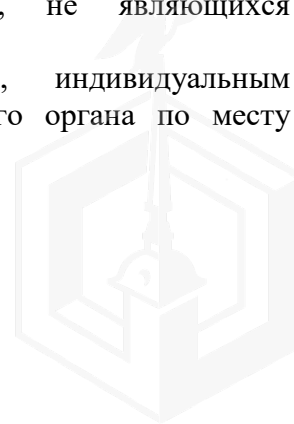 , не являющихся
, индивидуальным
го органа по месту